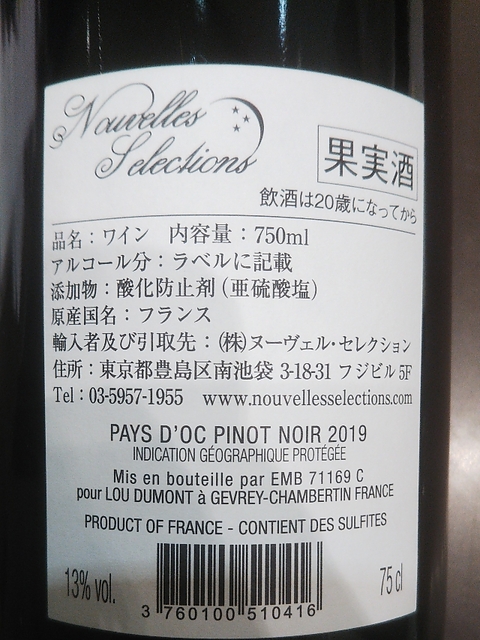 Nouvelles
Selections
果実酒
飲酒は20歳になってから
品名：ワイン　内容量：750ml
アルコール分：ラベルに記載
添加物：酸化防止剤（亜硫酸塩）
原産国名：フランス
輸入者及び引取先：(株)ヌーヴェル・セレクション
住所：東京都豊島区南池袋 3-18-31 フジビル 5F
Tel：03-5957-1955　www.nouvellesselections.com
PAYS D'OC PINOT NOIR 2019
INDICATION GÉOGRAPHIQUE PROTÉGÉE
Mis en bouteille par EMB 71169 C
pour LOU DUMONT à GEVREY-CHAMBERTIN FRANCE
PRODUCT OF FRANCE - CONTIENT DES SULFITES
13% vol.
75 cl
3 760100 510416